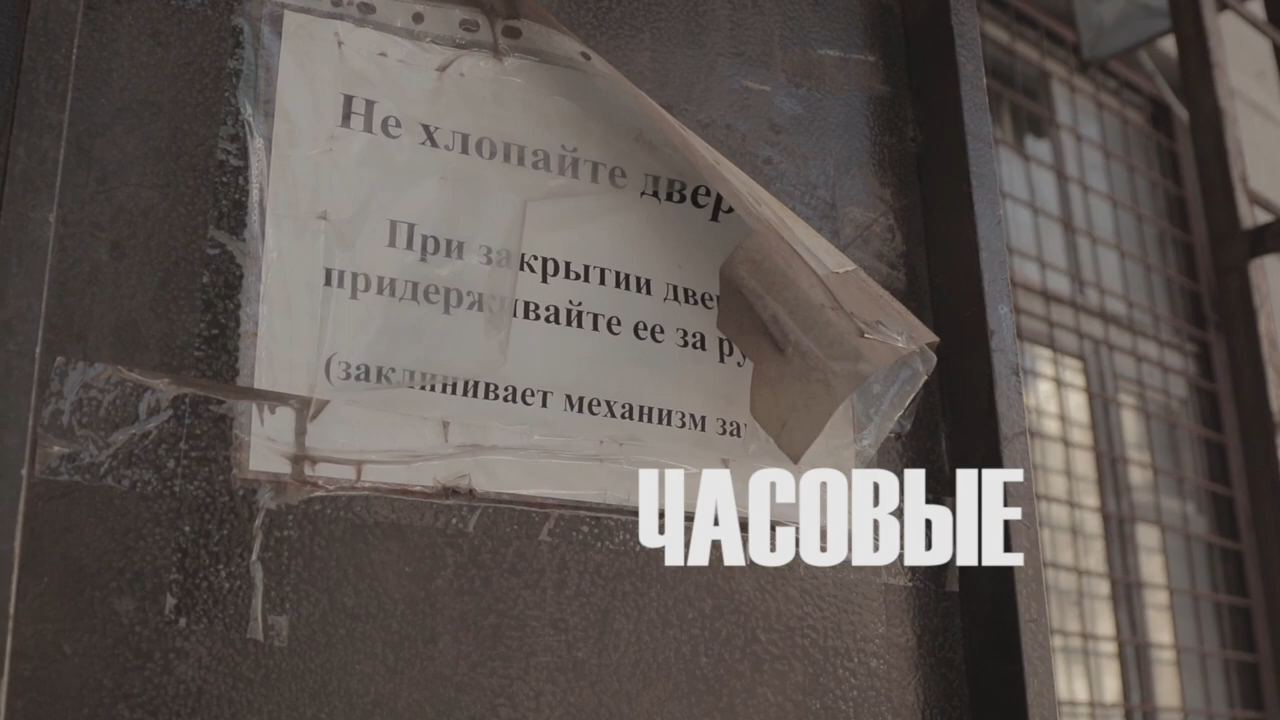 Не хлопайте двер
При закрытии две
придерживайте ее за ру
(заклинивает механизм за
ЧАСОВЫЕ